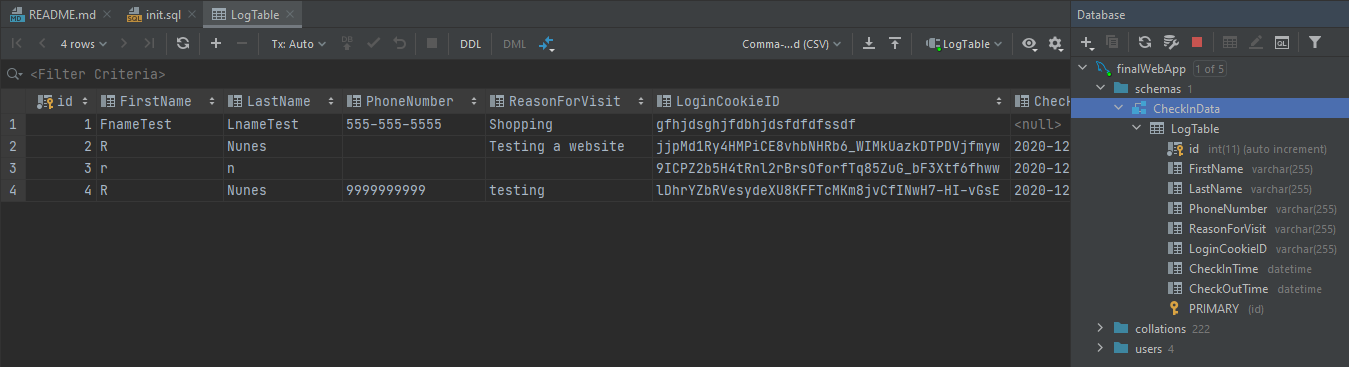 README.md init.sql LogTable
Database
4 rows Tx: Auto DB DDL DML Comma-...d (CSV) LogTable
<Filter Criteria>
id FirstName LastName PhoneNumber ReasonForVisit LoginCookieID Check
1 1 FnameTest LnameTest 555-555-5555 Shopping gfhjdsghjfdbhjdsfdfdfssdf <null>
2 2 R Nunes Testing a website jjpMd1Ry4HMPiCE8vhbNHRb6_WIMkUazkDTPDVjfmyw 2020-12
3 3 r n 9ICPZ2b5H4tRnl2rBrsOforfTq85ZuG_bF3Xtf6fhww 2020-12
4 4 R Nunes 9999999999 testing lDhrYZbRVesydeXU8KFFTcMKm8jvCfINwH7-HI-vGsE 2020-12
QL
finalWebApp 1 of 5
schemas 1
CheckInData
LogTable
id int(11) (auto increment)
FirstName varchar(255)
LastName varchar(255)
PhoneNumber varchar(255)
ReasonForVisit varchar(255)
LoginCookieID varchar(255)
CheckInTime datetime
CheckOutTime datetime
PRIMARY (id)
collations 222
users 4